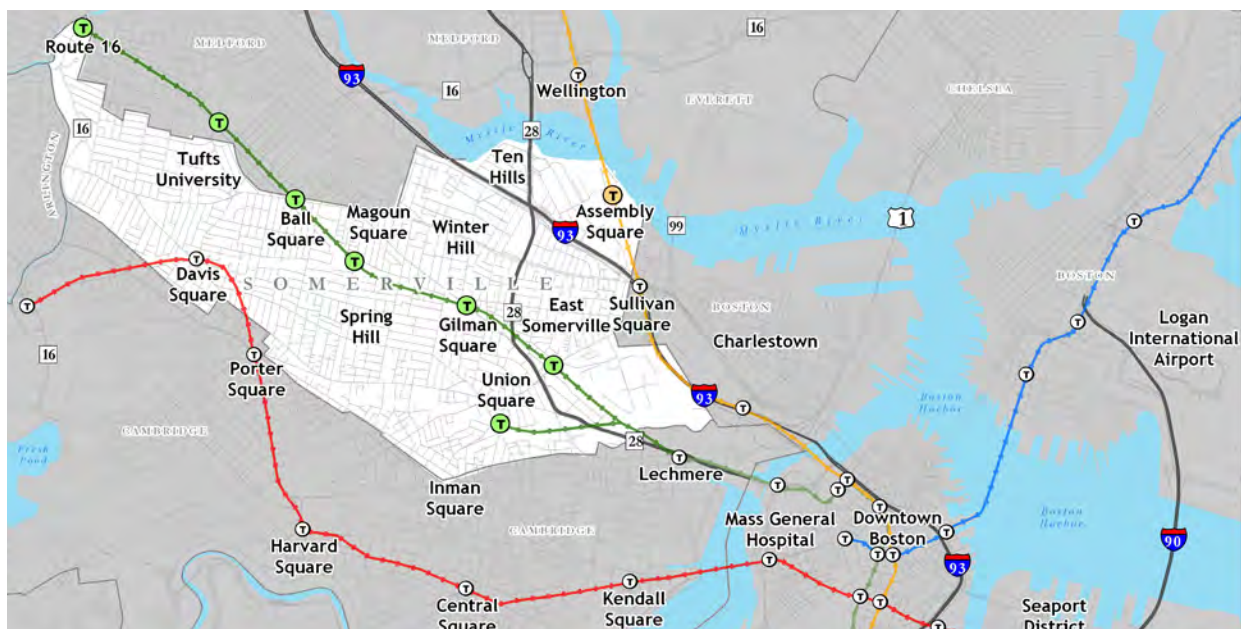 T
Route 16
MEDFORD
MEDFORD
16
93
16
T
Wellington
EVERETT
CHELSEA
16
ARLINGTON
T
28
Mystic River
Tufts
University
Ten
Hills
T
Ball
Square
Magoun
Square
Winter
Hill
93
T
Assembly
Square
99
Mystic River
1
T
T
Davis
Square
T
SOMERVILLE
T
Sullivan
Square
BOSTON
BOSTON
T
16
Spring
Hill
T
Gilman
Square
28
East
Somerville
Charlestown
T
Logan
International
Airport
T
Porter
Square
T
Union
Square
T
93
T
T
Boston
Harbor
CAMBRIDGE
Fresh
Pond
28
T
Lechmere
T
T
T
Inman
Square
CAMBRIDGE
Mass General
Hospital
Downtown
Boston
T
T
Boston
Harbor
T
Harvard
Square
T
T
T
T
93
90
T
Central
Square
T
Kendall
Square
T
T
T
Seaport
District